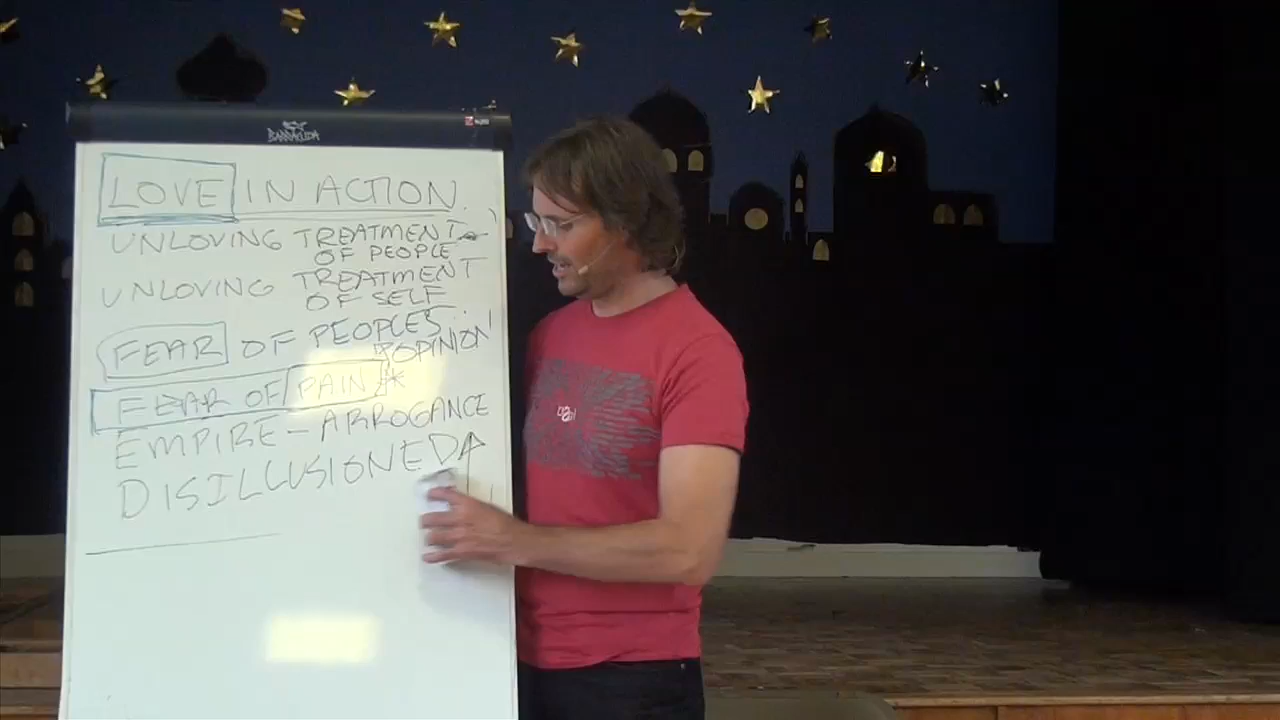 BARRACUDA
LOVE IN ACTION.
UNLOVING TREATMENT
OF PEOPLE
UNLOVING TREATMENT
OF SELF
FEAR OF PEOPLES
OPINION
FEAR OF PAIN *
EMPIRE - ARROGANCE
DISILLUSIONED